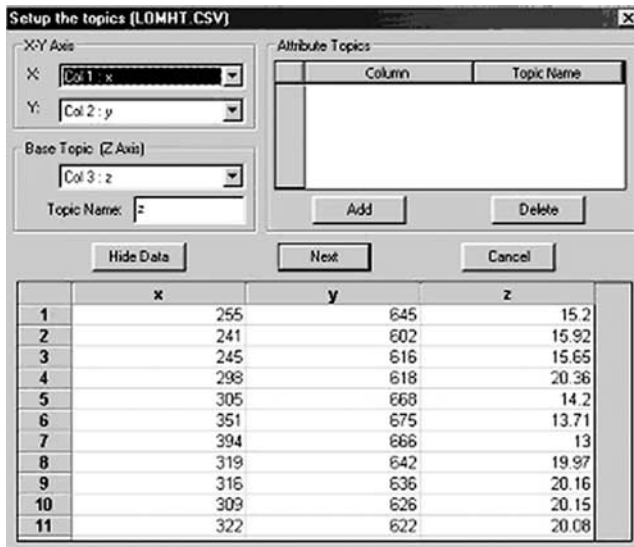 Setup the topics (LOMHT.CSV)
X-Y Axis
X: Col 1 : x
Y: Col 2 : y
Base Topic (Z Axis)
Col 3 : z
Topic Name: z
Attribute Topics
Column Topic Name
Add Delete
Hide Data Next Cancel
x y z
1 255 645 15.2
2 241 602 15.92
3 245 616 15.65
4 298 618 20.36
5 305 668 14.2
6 351 675 13.71
7 394 666 13
8 319 642 19.97
9 316 636 20.16
10 309 626 20.15
11 322 622 20.08